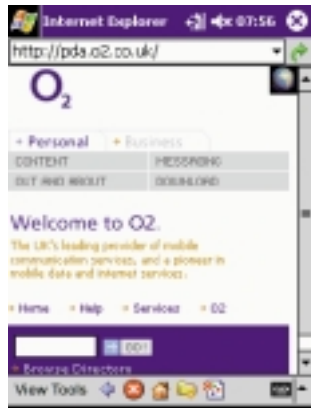 Internet Explorer 07:56
http://pda.o2.co.uk/
O2
Personal Business
CONTENT MESSAGING
OUT AND ABOUT DOWNLOAD
Welcome to O2.
The UK's leading provider of mobile
communication services, and a pioneer in
mobile data and internet services.
Home Help Services O2
GO!
Browse Directory
View Tools